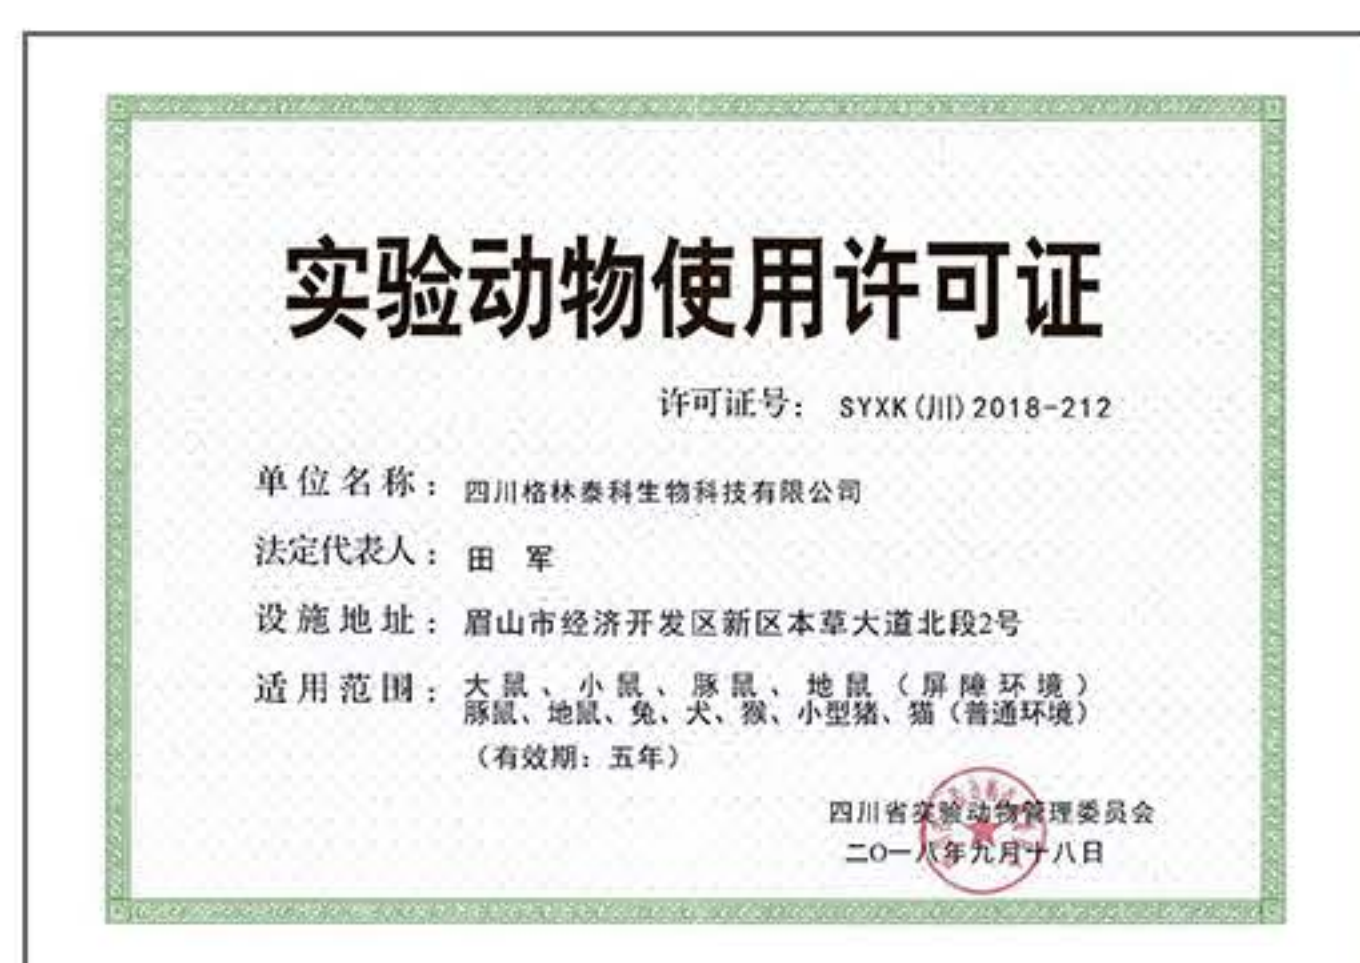 实验动物使用许可证
许可证号： SYXK(川)2018-212
单位名称： 四川格林泰科生物科技有限公司
法定代表人： 田 军
设施地址： 眉山市经济开发区新区本草大道北段2号
适用范围： 大鼠、小鼠、豚鼠、地鼠（屏障环境）
豚鼠、地鼠、兔、犬、猴、小型猪、猫（普通环境）
（有效期：五年）
四川省实验动物管理委员会
二O一八年九月十八日